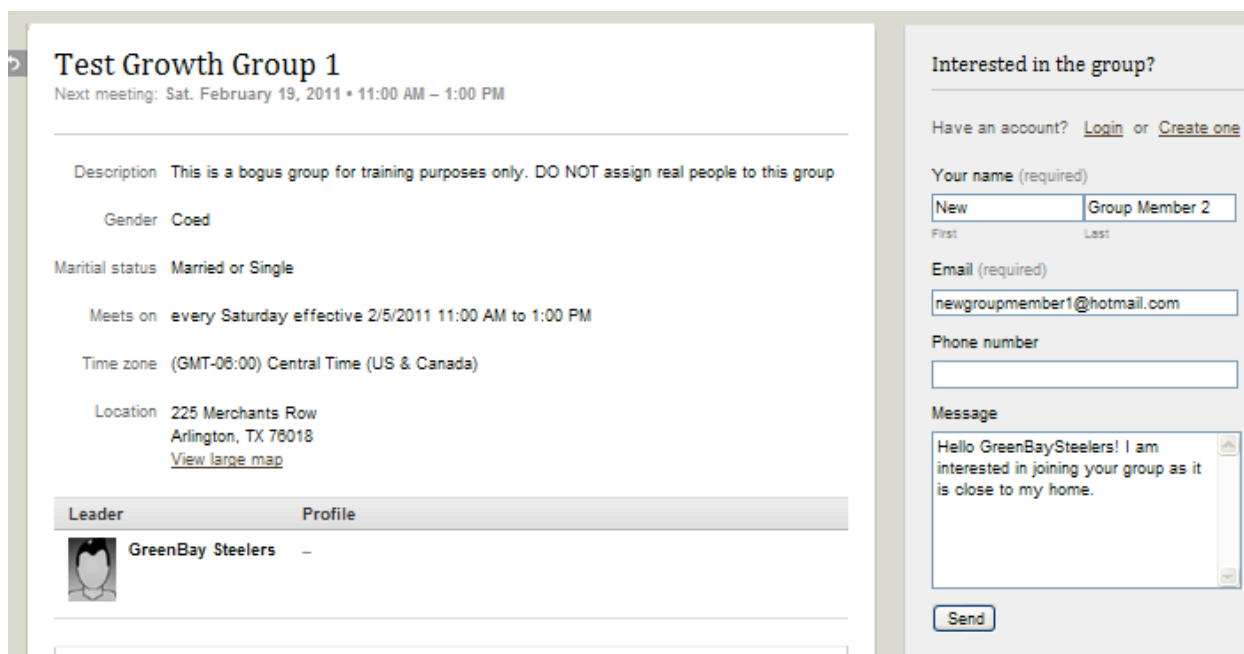 Test Growth Group 1
Next meeting: Sat. February 19, 2011 • 11:00 AM – 1:00 PM
Description This is a bogus group for training purposes only. DO NOT assign real people to this group
Gender Coed
Maritial status Married or Single
Meets on every Saturday effective 2/5/2011 11:00 AM to 1:00 PM
Time zone (GMT-06:00) Central Time (US & Canada)
Location 225 Merchants Row
Arlington, TX 76018
View large map
Leader Profile
GreenBay Steelers –
Interested in the group?
Have an account? Login or Create one
Your name (required)
New Group Member 2
First Last
Email (required)
newgroupmember1@hotmail.com
Phone number
Message
Hello GreenBaySteelers! I am
interested in joining your group as it
is close to my home.
Send